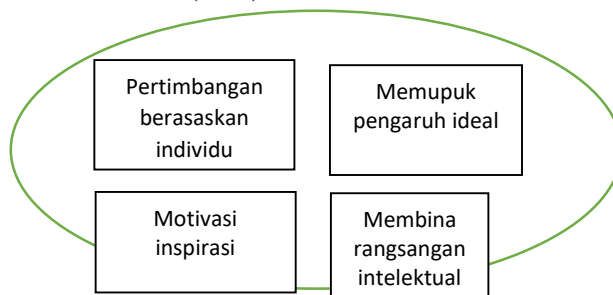 Pertimbangan
berasaskan
individu
Memupuk
pengaruh ideal
Motivasi
inspirasi
Membina
rangsangan
intelektual